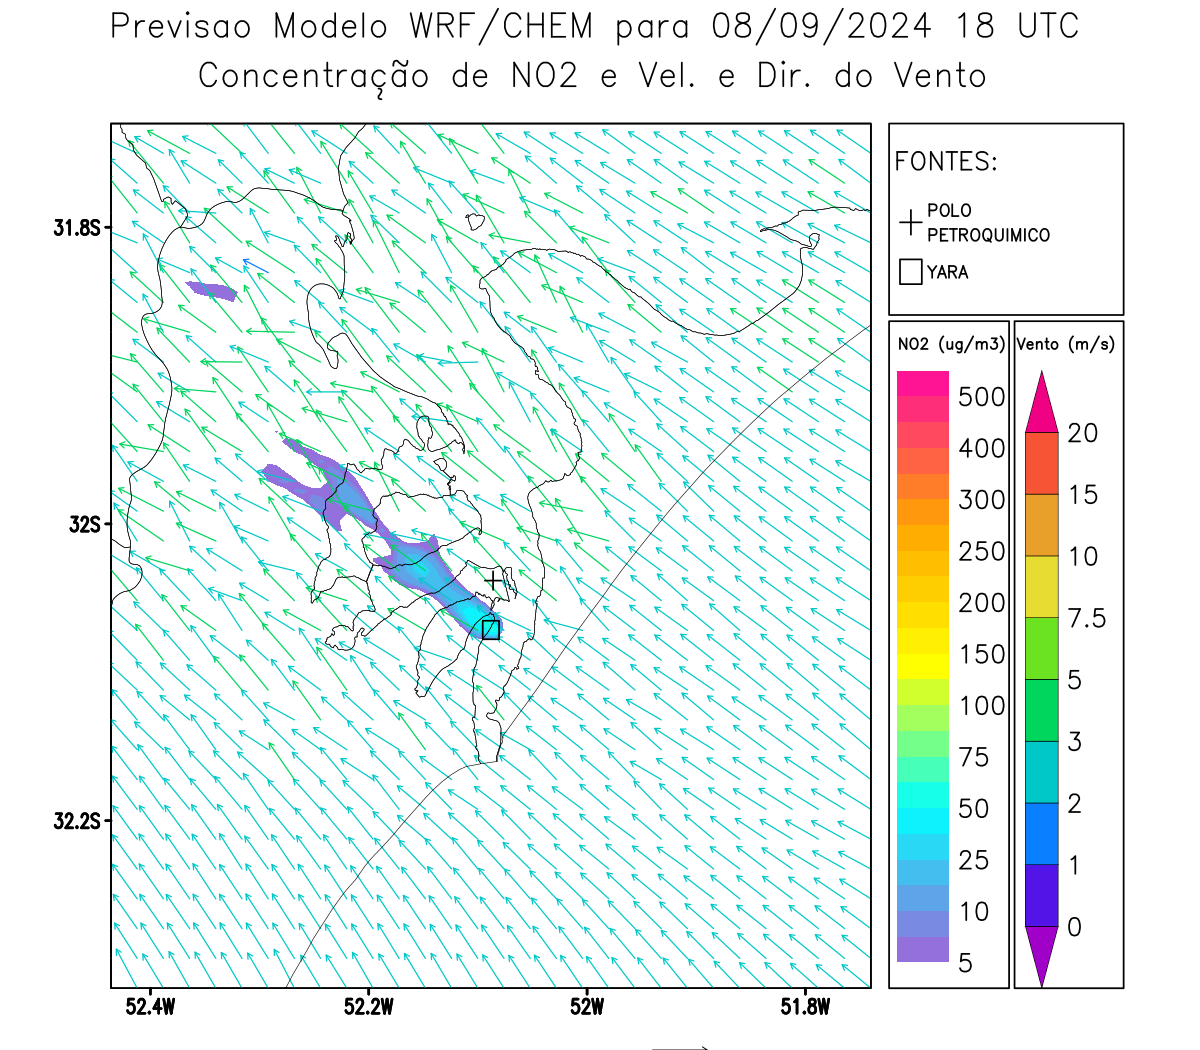 Previsao Modelo WRF/CHEM para 08/09/2024 18 UTC
Concentração de NO2 e Vel. e Dir. do Vento
FONTES:
POLO
PETROQUIMICO
YARA
31.8S
32S
32.2S
52.4W
52.2W
52W
51.8W
NO2 (ug/m3)
500
400
300
250
200
150
100
75
50
25
10
5
Vento (m/s)
20
15
10
7.5
5
3
2
1
0